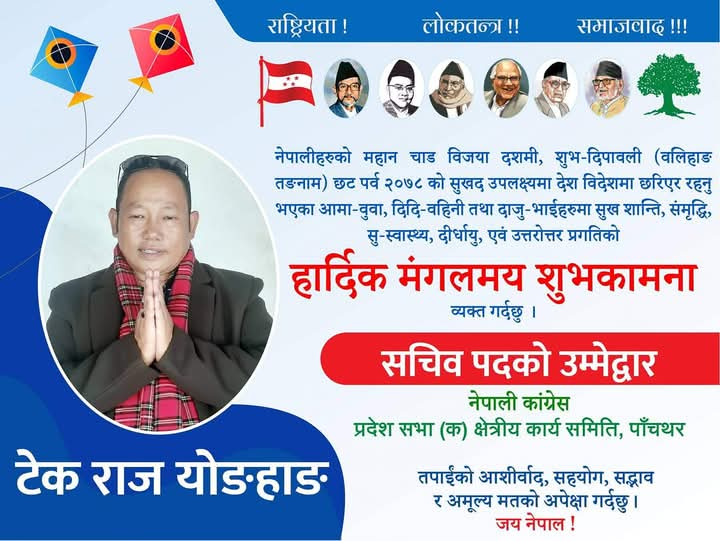 राष्ट्रियता ! लोकतन्त्र !! समाजवाद !!!
नेपालीहरुको महान चाड विजया दशमी, शुभ-दिपावली (वलिहाङ
तङनाम) छट पर्व २०७८ को सुखद उपलक्ष्यमा देश विदेशमा छरिएर रहनु
भएका आमा-वुवा, दिदि-वहिनी तथा दाजु-भाईहरुमा सुख शान्ति, संमृद्धि,
सु-स्वास्थ्य, दीर्धायु, एवं उत्तरोत्तर प्रगतिको
हार्दिक मंगलमय शुभकामना
व्यक्त गर्दछु ।
सचिव पदको उम्मेद्वार
नेपाली कांग्रेस
प्रदेश सभा (क) क्षेत्रीय कार्य समिति, पाँचथर
टेक राज योङहाङ
तपाईंको आशीर्वाद, सहयोग, सद्भाव
र अमूल्य मतको अपेक्षा गर्दछु ।
जय नेपाल !